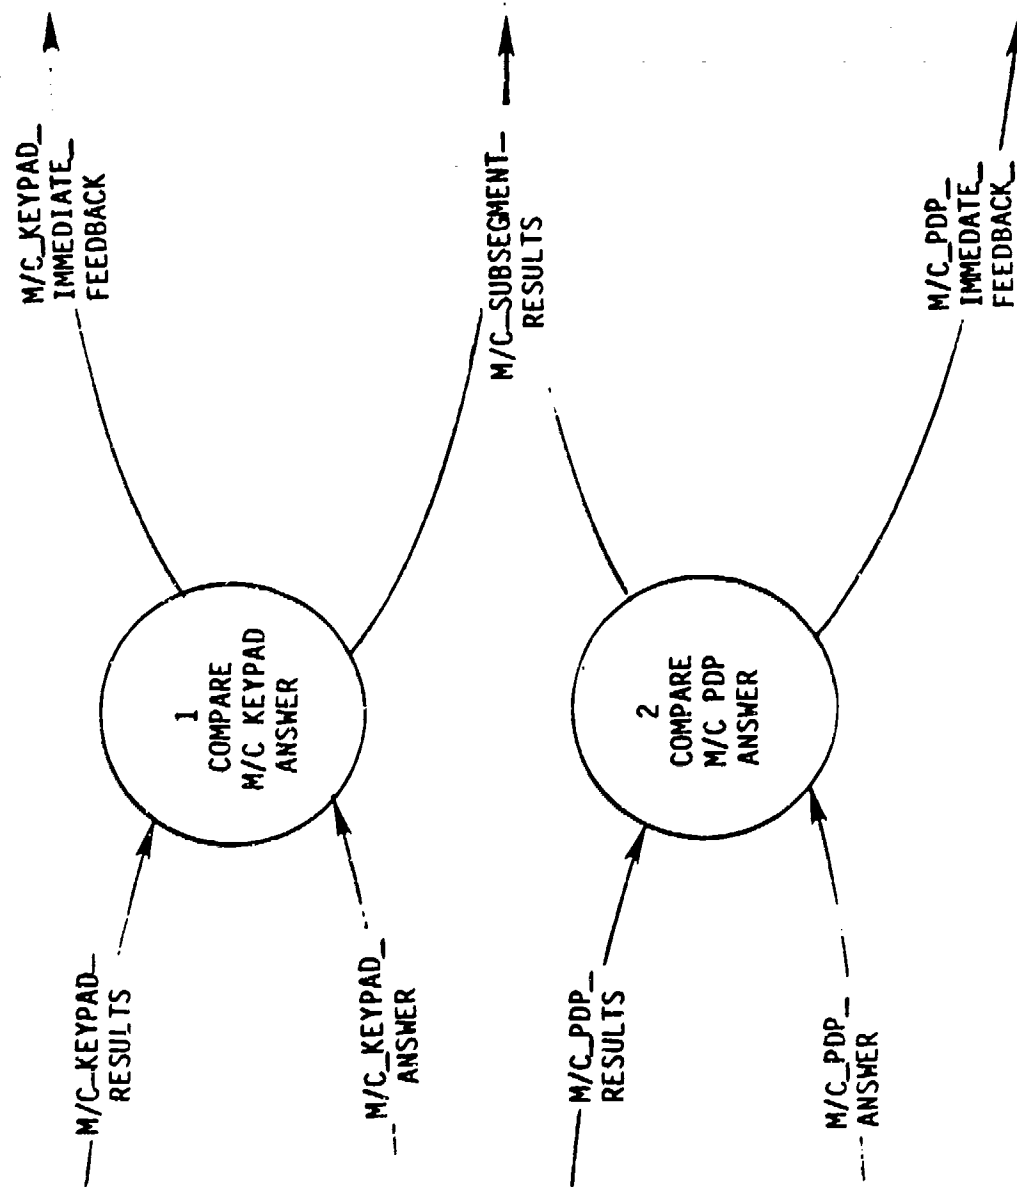 M/C_KEYPAD_
RESULTS
M/C_KEYPAD_
ANSWER
1
COMPARE
M/C KEYPAD
ANSWER
M/C_KEYPAD_
IMMEDIATE_
FEEDBACK
M/C_SUBSEGMENT_
RESULTS
M/C_PDP_
RESULTS
M/C_PDP_
ANSWER
2
COMPARE
M/C PDP
ANSWER
M/C_PDP_
IMMEDATE_
FEEDBACK_